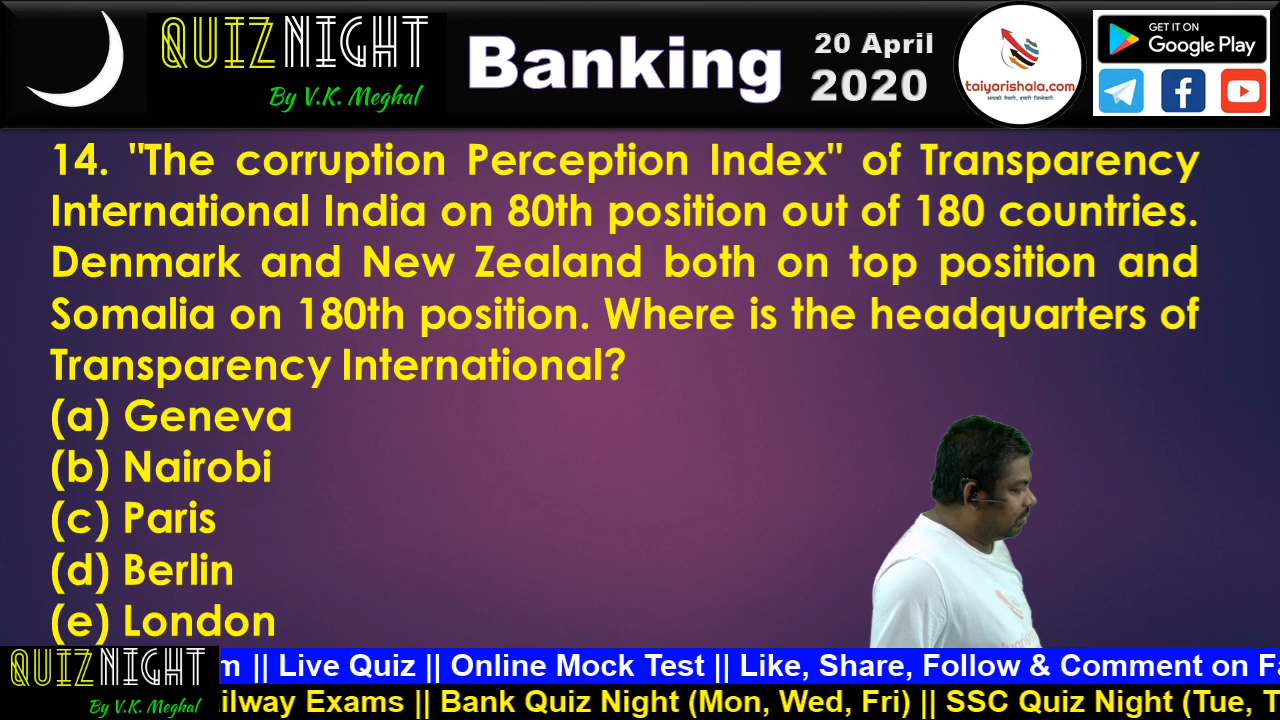 QUIZ NIGHT
By V.K. Meghal
Banking
20 April
2020
taiyarishala.com
आपकी तैयारी, हमारी जिम्मेदारी
GET IT ON
Google Play
14. "The corruption Perception Index" of Transparency
International India on 80th position out of 180 countries.
Denmark and New Zealand both on top position and
Somalia on 180th position. Where is the headquarters of
Transparency International?
(a) Geneva
(b) Nairobi
(c) Paris
(d) Berlin
(e) London
QUIZ NIGHT
By V.K. Meghal
m || Live Quiz || Online Mock Test || Like, Share, Follow & Comment on Fa
ilway Exams || Bank Quiz Night (Mon, Wed, Fri) || SSC Quiz Night (Tue, T